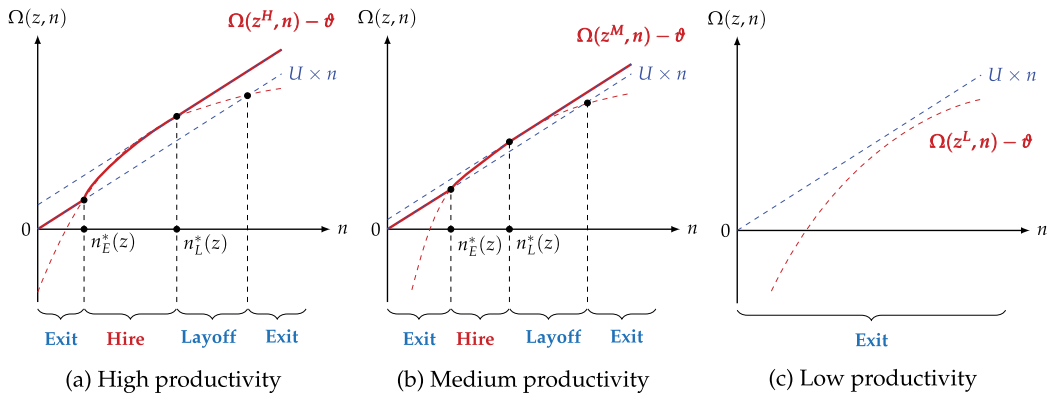 Ω(z, n)
Ω(z^H, n) − ϑ
U × n
0
n
n*_E(z)
n*_L(z)
Exit
Hire
Layoff
Exit
(a) High productivity
Ω(z, n)
Ω(z^M, n) − ϑ
U × n
0
n
n*_E(z)
n*_L(z)
Exit
Hire
Layoff
Exit
(b) Medium productivity
Ω(z, n)
U × n
Ω(z^L, n) − ϑ
0
n
Exit
(c) Low productivity